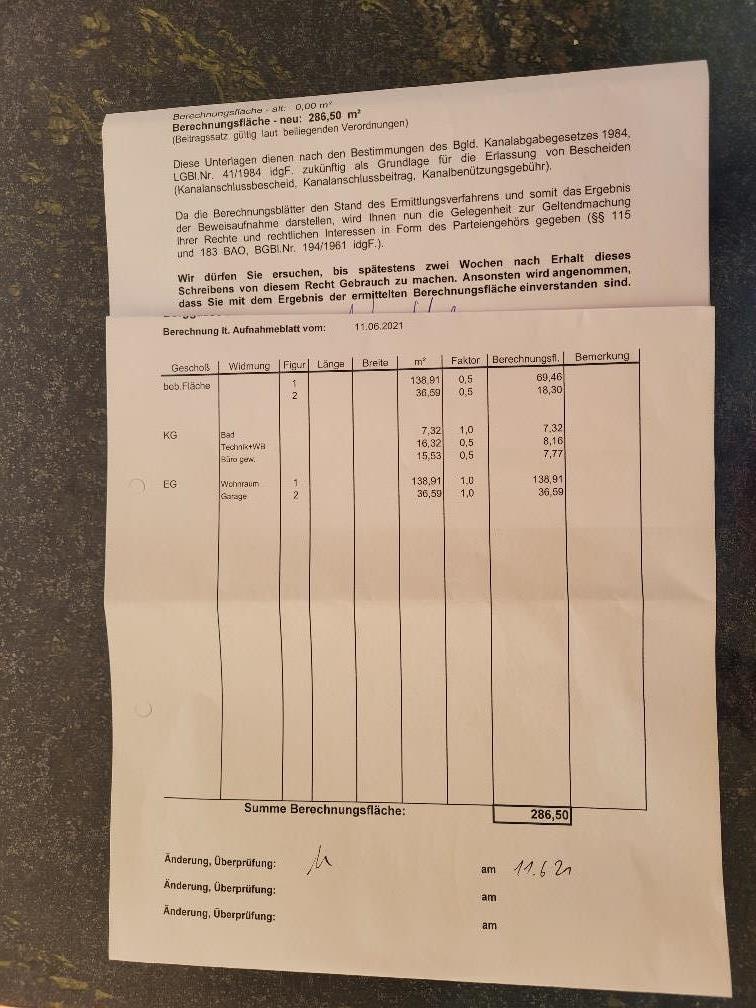 Berechnungsfläche - alt: 0,00 m²
Berechnungsfläche - neu: 286,50 m²
(Beitragssatz gültig laut beiliegenden Verordnungen)
Diese Unterlagen dienen nach den Bestimmungen des Bgld. Kanalabgabegesetzes 1984,
LGBl.Nr. 41/1984 idgF. zukünftig als Grundlage für die Erlassung von Bescheiden
(Kanalanschlussbescheid, Kanalanschlussbeitrag, Kanalbenützungsgebühr).
Da die Berechnungsblätter den Stand des Ermittlungsverfahrens und somit das Ergebnis
der Beweisaufnahme darstellen, wird Ihnen nun die Gelegenheit zur Geltendmachung
Ihrer Rechte und rechtlichen Interessen in Form des Parteiengehörs gegeben (§§ 115
und 183 BAO, BGBl.Nr. 194/1961 idgF.).
Wir dürfen Sie ersuchen, bis spätestens zwei Wochen nach Erhalt dieses
Schreibens von diesem Recht Gebrauch zu machen. Ansonsten wird angenommen,
dass Sie mit dem Ergebnis der ermittelten Berechnungsfläche einverstanden sind.
Berechnung lt. Aufnahmeblatt vom: 11.06.2021
Geschoß Widmung Figur Länge Breite m² Faktor Berechnungsfl. Bemerkung
beb.Fläche 1 138,91 0,5 69,46
2 36,59 0,5 18,30
KG Bad 7,32 1,0 7,32
Technik+WB 16,32 0,5 8,16
Büro gew. 15,53 0,5 7,77
EG Wohnraum 1 138,91 1,0 138,91
Garage 2 36,59 1,0 36,59
Summe Berechnungsfläche: 286,50
Änderung, Überprüfung: am 11.6.21
Änderung, Überprüfung: am
Änderung, Überprüfung: am